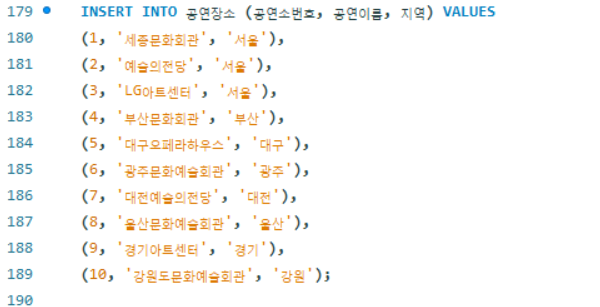 179 INSERT INTO 공연장소 (공연소번호, 공연이름, 지역) VALUES
180 (1, '세종문화회관', '서울'),
181 (2, '예술의전당', '서울'),
182 (3, 'LG아트센터', '서울'),
183 (4, '부산문화회관', '부산'),
184 (5, '대구오페라하우스', '대구'),
185 (6, '광주문화예술회관', '광주'),
186 (7, '대전예술의전당', '대전'),
187 (8, '울산문화예술회관', '울산'),
188 (9, '경기아트센터', '경기'),
189 (10, '강원도문화예술회관', '강원');
190